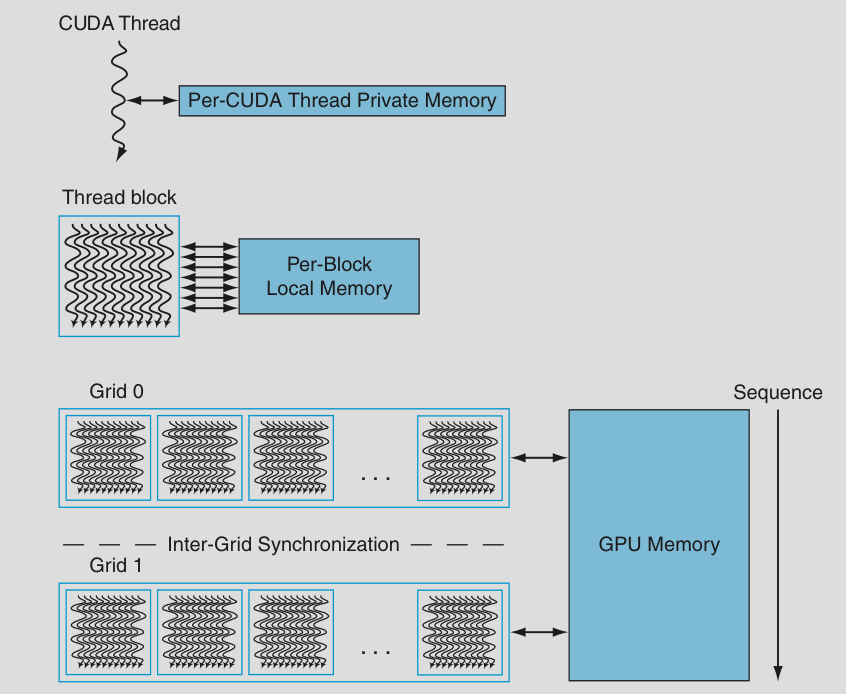 CUDA Thread
Per-CUDA Thread Private Memory
Thread block
Per-Block
Local Memory
Grid 0
Sequence
. . .
Inter-Grid Synchronization
GPU Memory
Grid 1
. . .